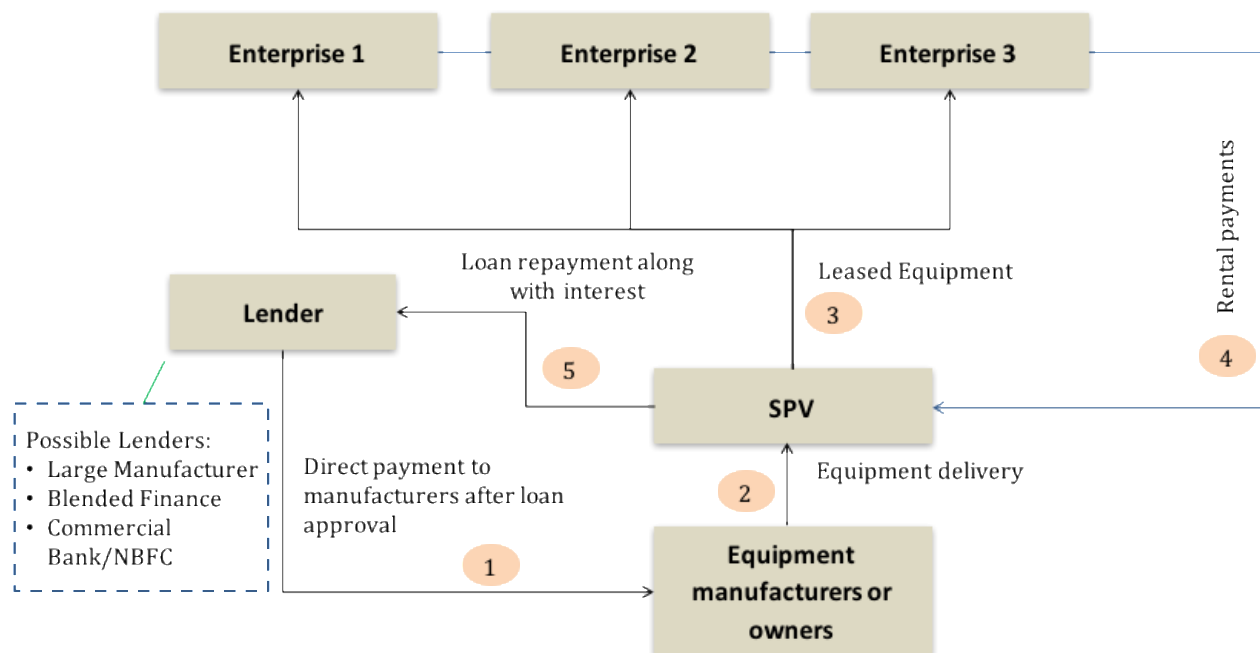 Enterprise 1
Enterprise 2
Enterprise 3
Rental payments
4
Loan repayment along
with interest
Leased Equipment
3
Lender
5
SPV
Possible Lenders:
• Large Manufacturer
• Blended Finance
• Commercial
Bank/NBFC
Direct payment to
manufacturers after loan
approval
1
Equipment delivery
2
Equipment
manufacturers or
owners